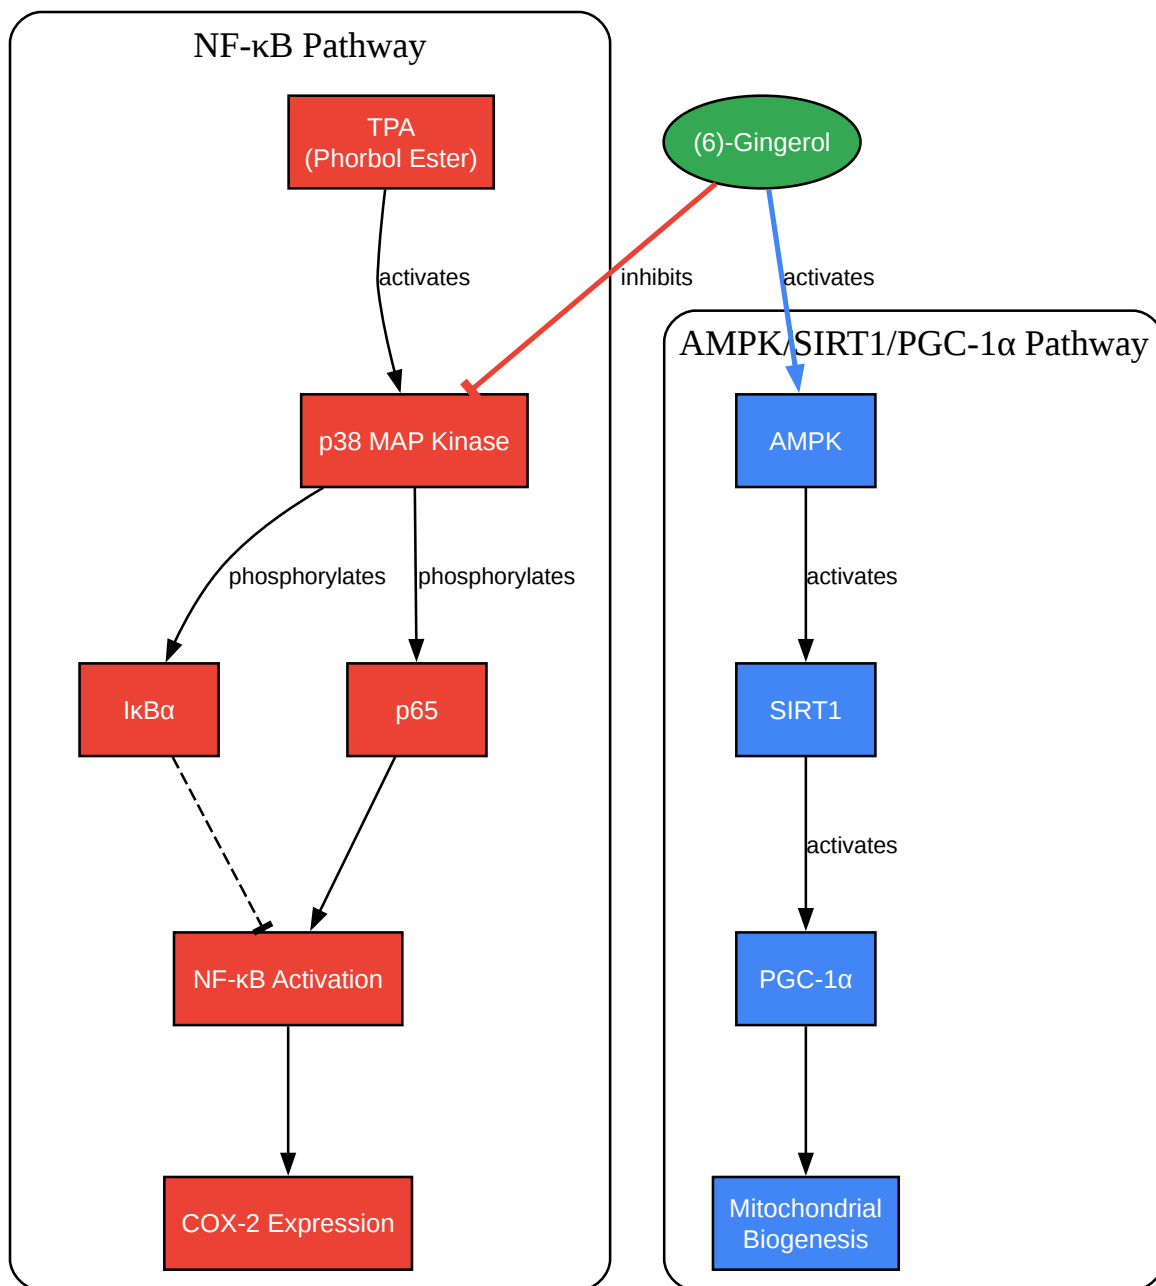 NF-κB Pathway
TPA
(Phorbol Ester)
(6)-Gingerol
activates
inhibits
activates
AMPK/SIRT1/PGC-1α Pathway
p38 MAP Kinase
AMPK
phosphorylates
phosphorylates
activates
IκBα
p65
SIRT1
activates
NF-κB Activation
PGC-1α
COX-2 Expression
Mitochondrial
Biogenesis